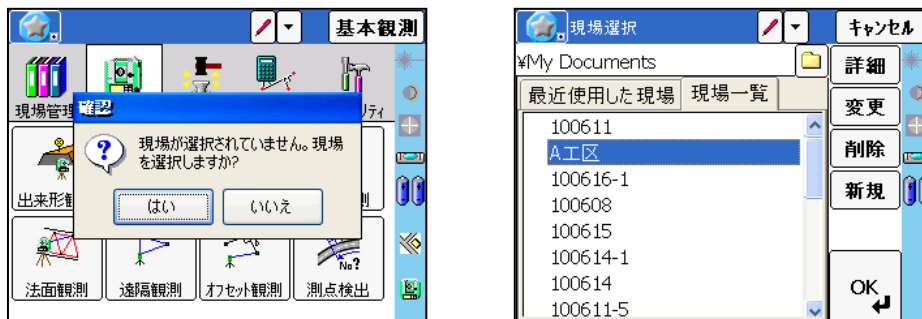 基本観測
現場管理
ティ
確認
現場が選択されていません。現場
を選択しますか?
はい
いいえ
出来形
法面観測
遠隔観測
オフセット観測
No?
測点検出
現場選択
キャンセル
¥My Documents
詳細
最近使用した現場
現場一覧
変更
100611
A工区
削除
100616-1
新規
100608
100615
100614-1
100614
OK
100611-5